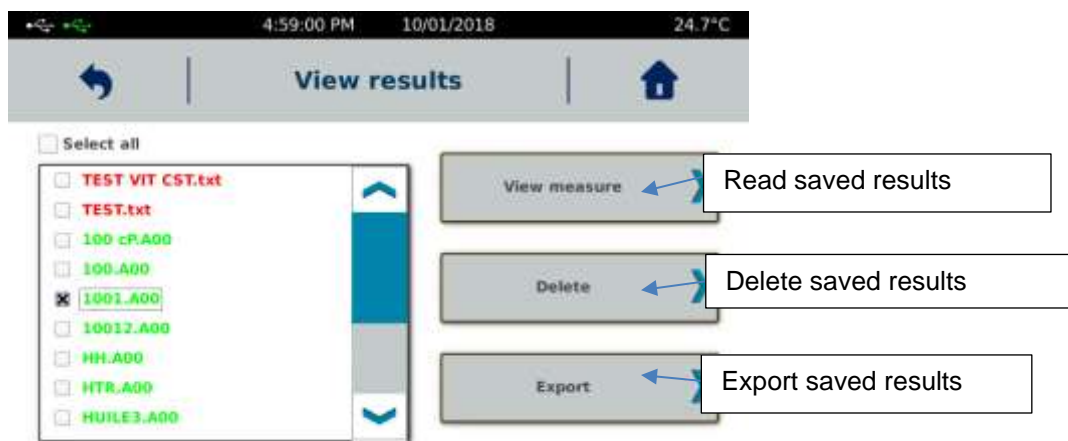 4:59:00 PM 10/01/2018 24.7°C
View results
Select all
TEST VIT CST.txt
TEST.txt
100 cP.A00
100.A00
1001.A00
10012.A00
HH.A00
HTR.A00
HUILE3.A00
View measure
Read saved results
Delete
Delete saved results
Export
Export saved results